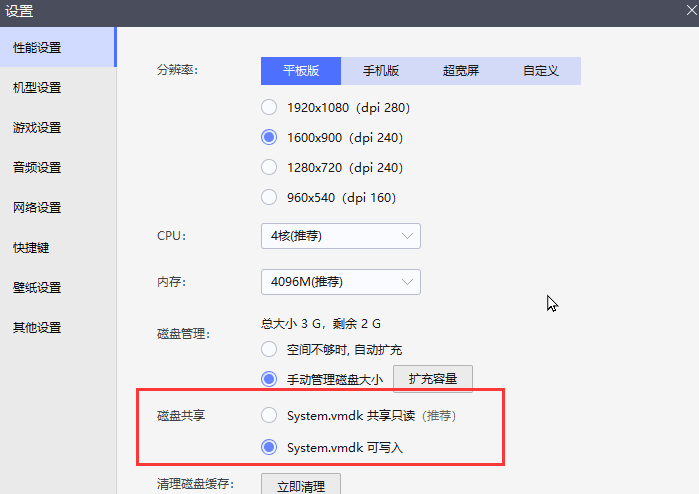 设置
性能设置
机型设置
游戏设置
音频设置
网络设置
快捷键
壁纸设置
其他设置
分辨率：
平板版 手机版 超宽屏 自定义
1920x1080（dpi 280）
1600x900（dpi 240）
1280x720（dpi 240）
960x540（dpi 160）
CPU： 4核(推荐)
内存： 4096M(推荐)
磁盘管理： 总大小 3 G，剩余 2 G
空间不够时, 自动扩充
手动管理磁盘大小 扩充容量
磁盘共享 System.vmdk 共享只读（推荐）
System.vmdk 可写入
清理磁盘缓存： 立即清理